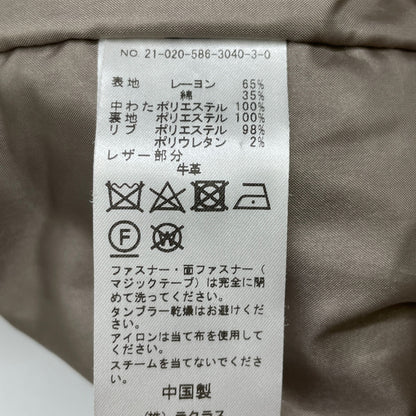 NO. 21-020-586-3040-3-0
表地 レーヨン 65%
綿 35%
中わた ポリエステル 100%
裏地 ポリエステル 100%
リブ ポリエステル 98%
ポリウレタン 2%
レザー部分
牛革
F W
ファスナー・面ファスナー(
マジックテープ)は完全に閉
めて洗ってください。
タンブラー乾燥はお避けくだ
さい。
アイロンは当て布を使用して
ください。
スチームを当てないでくださ
い。
中国製
(株)テクラス